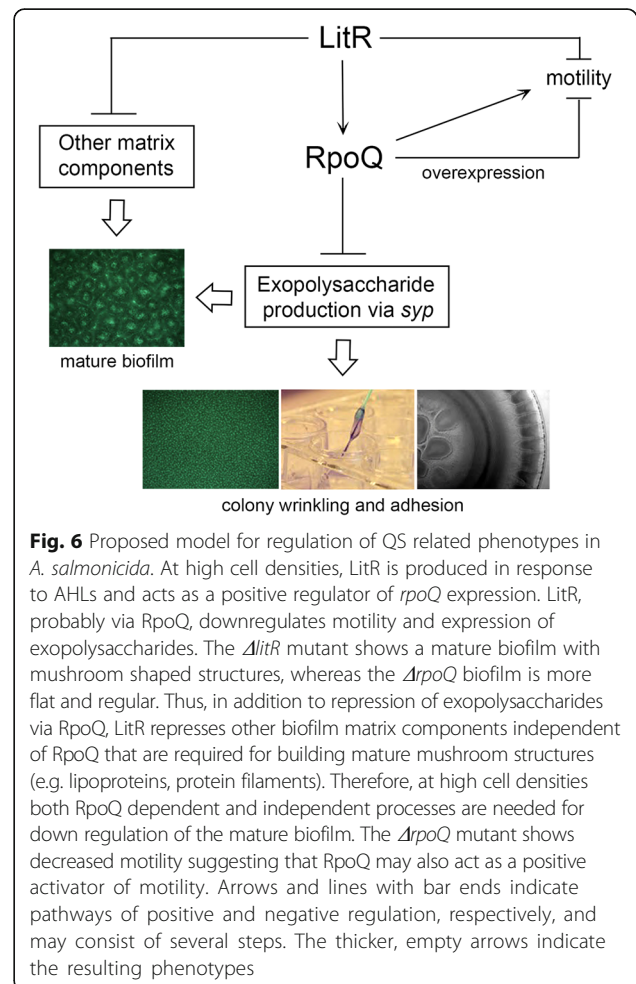 LitR
motility
Other matrix
components
RpoQ
overexpression
Exopolysaccharide
production via syp
mature biofilm
colony wrinkling and adhesion
Fig. 6 Proposed model for regulation of QS related phenotypes in
A. salmonicida. At high cell densities, LitR is produced in response
to AHLs and acts as a positive regulator of rpoQ expression. LitR,
probably via RpoQ, downregulates motility and expression of
exopolysaccharides. The ΔlitR mutant shows a mature biofilm with
mushroom shaped structures, whereas the ΔrpoQ biofilm is more
flat and regular. Thus, in addition to repression of exopolysaccharides
via RpoQ, LitR represses other biofilm matrix components independent
of RpoQ that are required for building mature mushroom structures
(e.g. lipoproteins, protein filaments). Therefore, at high cell densities
both RpoQ dependent and independent processes are needed for
down regulation of the mature biofilm. The ΔrpoQ mutant shows
decreased motility suggesting that RpoQ may also act as a positive
activator of motility. Arrows and lines with bar ends indicate
pathways of positive and negative regulation, respectively, and
may consist of several steps. The thicker, empty arrows indicate
the resulting phenotypes